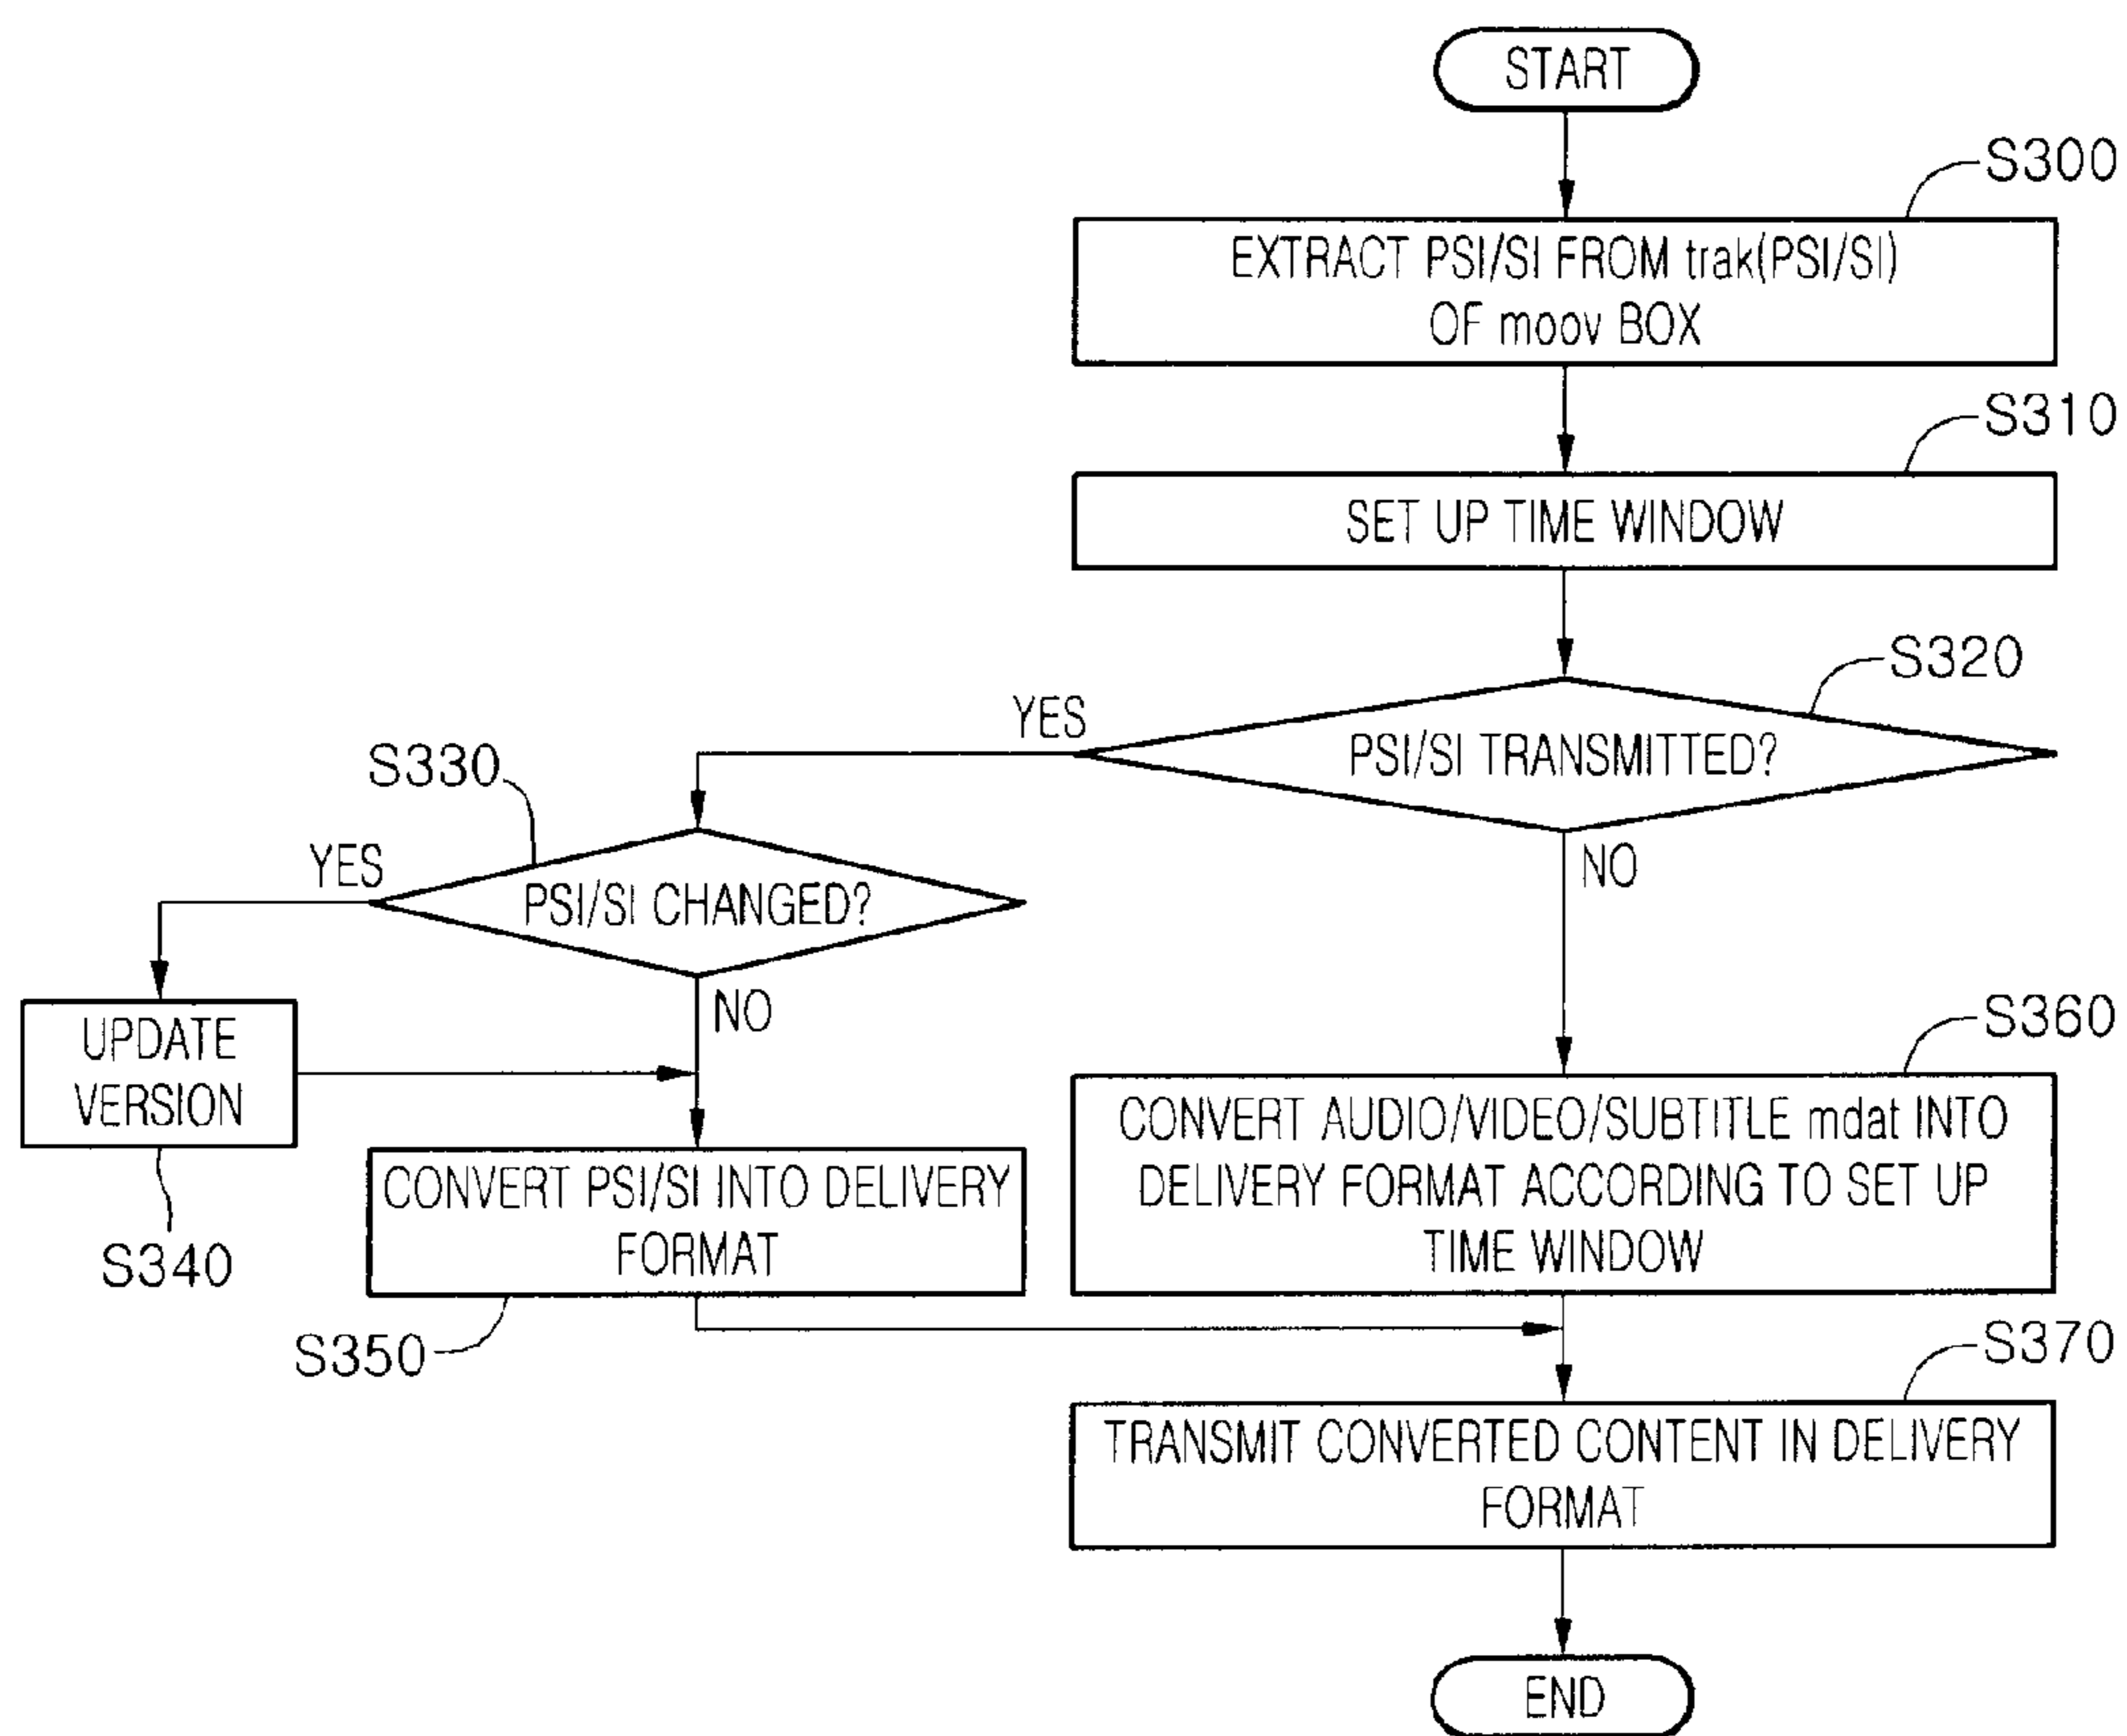 START
S300
EXTRACT PSI/SI FROM trak(PSI/SI)
OF moov BOX
S310
SET UP TIME WINDOW
S320
YES
PSI/SI TRANSMITTED?
NO
S330
YES
PSI/SI CHANGED?
NO
UPDATE
VERSION
S340
CONVERT PSI/SI INTO DELIVERY
FORMAT
S350
S360
CONVERT AUDIO/VIDEO/SUBTITLE mdat INTO
DELIVERY FORMAT ACCORDING TO SET UP
TIME WINDOW
S370
TRANSMIT CONVERTED CONTENT IN DELIVERY
FORMAT
END